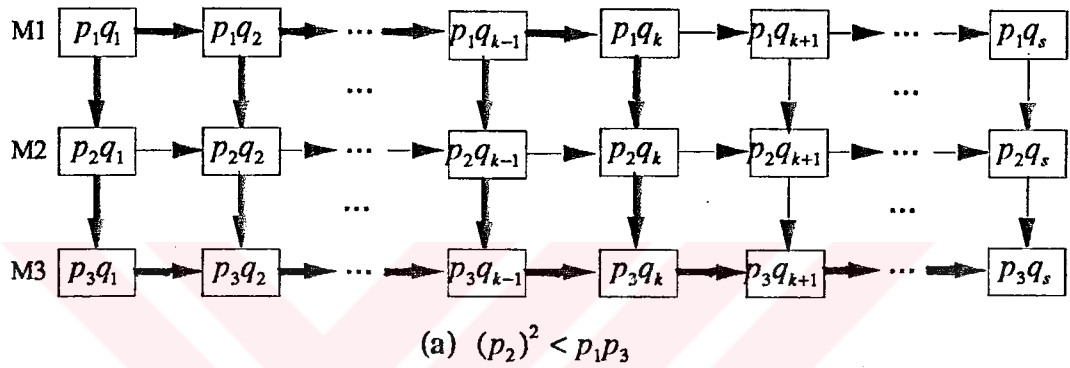 M1 p₁q₁ p₁q₂ ... p₁qₖ₋₁ p₁qₖ p₁qₖ₊₁ ... p₁qₛ
... ...
M2 p₂q₁ p₂q₂ ... p₂qₖ₋₁ p₂qₖ p₂qₖ₊₁ ... p₂qₛ
... ...
M3 p₃q₁ p₃q₂ ... p₃qₖ₋₁ p₃qₖ p₃qₖ₊₁ ... p₃qₛ
(a) (p₂)² < p₁p₃